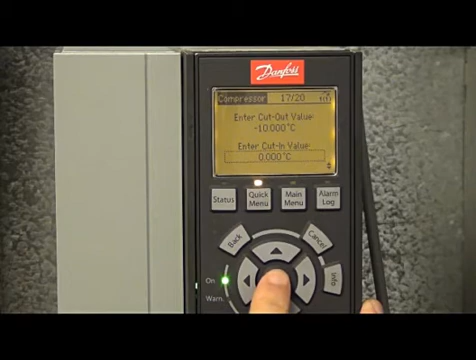 Danfoss
Compressor 17/20
Enter Cut-Out Value
-10.000 °C
Enter Cut-In Value
0.000°C
Status
Quick Menu
Main Menu
Alarm Log
Back
Cancel
Info
On
Warn.